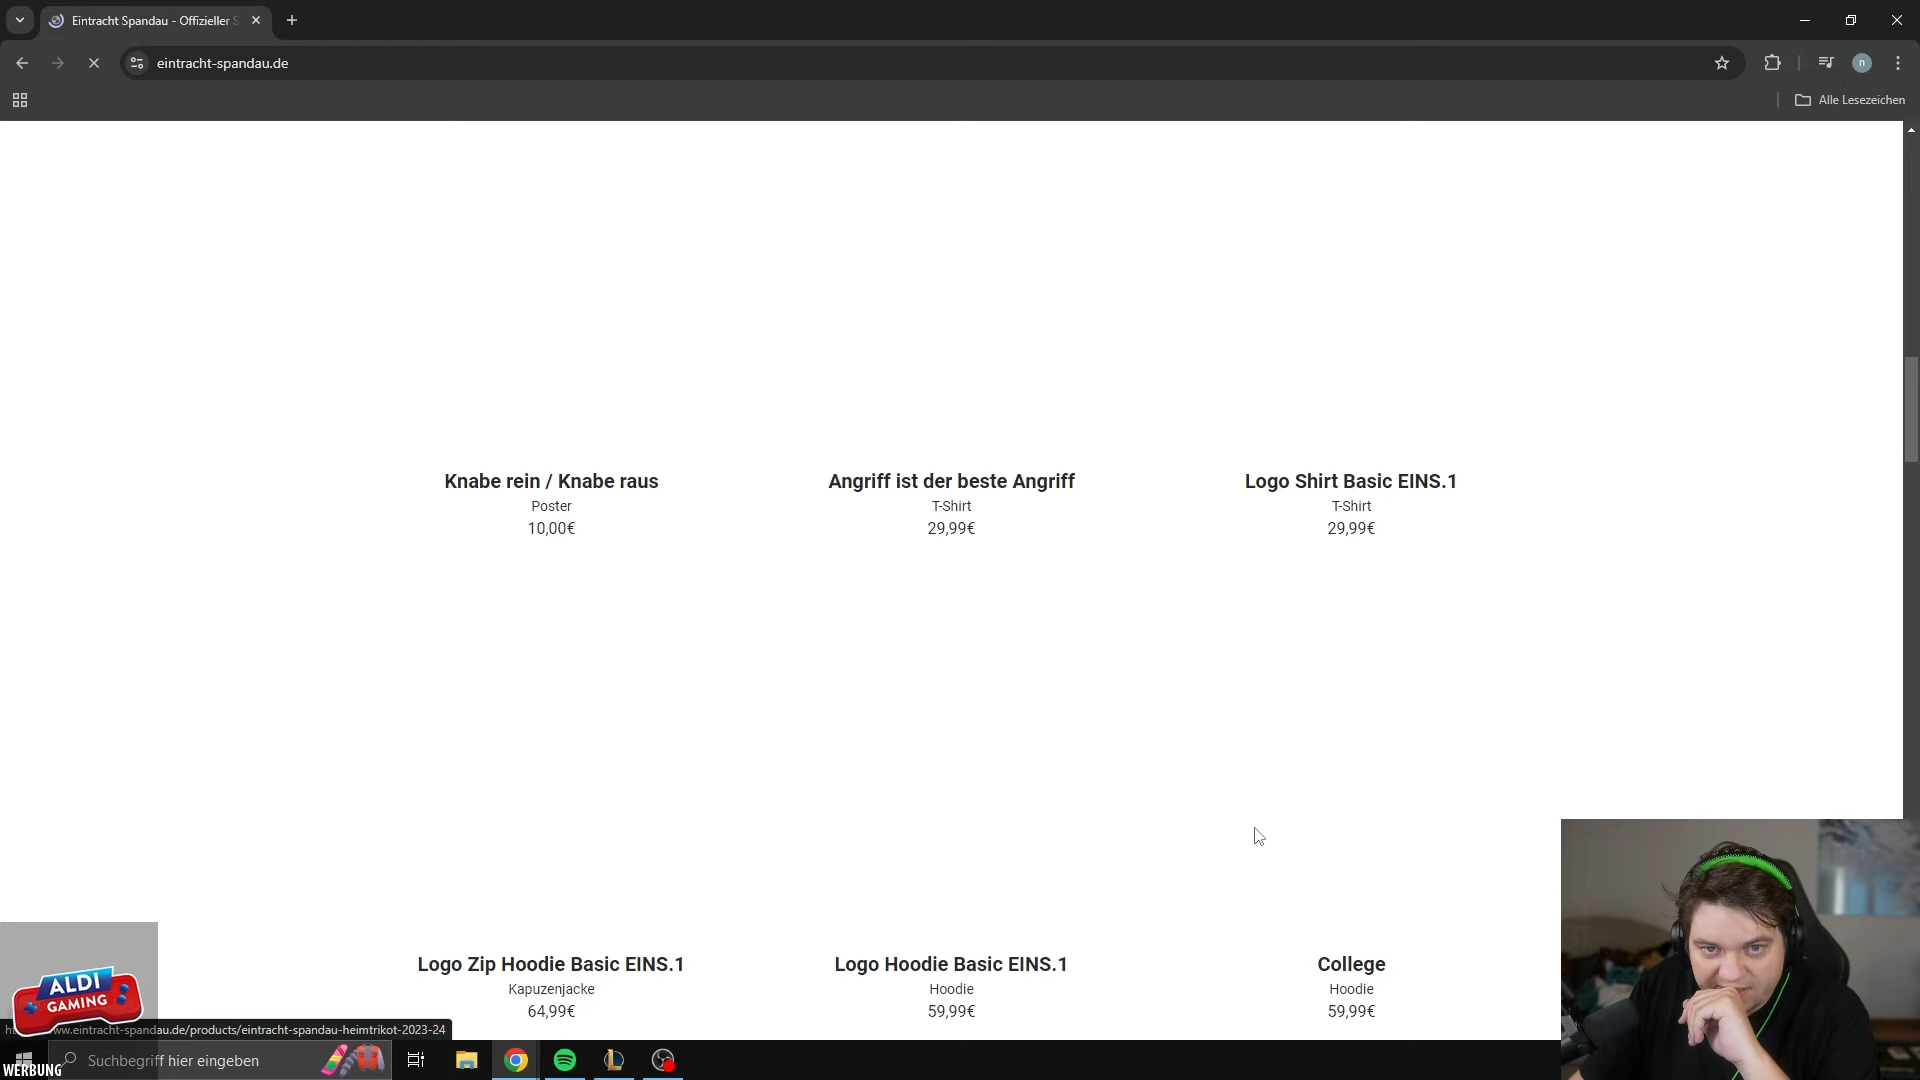 Eintracht Spandau - Offizieller S
eintracht-spandau.de
n
Alle Lesezeichen
Knabe rein / Knabe raus
Poster
10,00€
Angriff ist der beste Angriff
T-Shirt
29,99€
Logo Shirt Basic EINS.1
T-Shirt
29,99€
Logo Zip Hoodie Basic EINS.1
Kapuzenjacke
64,99€
Logo Hoodie Basic EINS.1
Hoodie
59,99€
College
Hoodie
59,99€
ALDI
GAMING
ww.eintracht-spandau.de/products/eintracht-spandau-heimtrikot-2023-24
Suchbegriff hier eingeben
WERBUNG